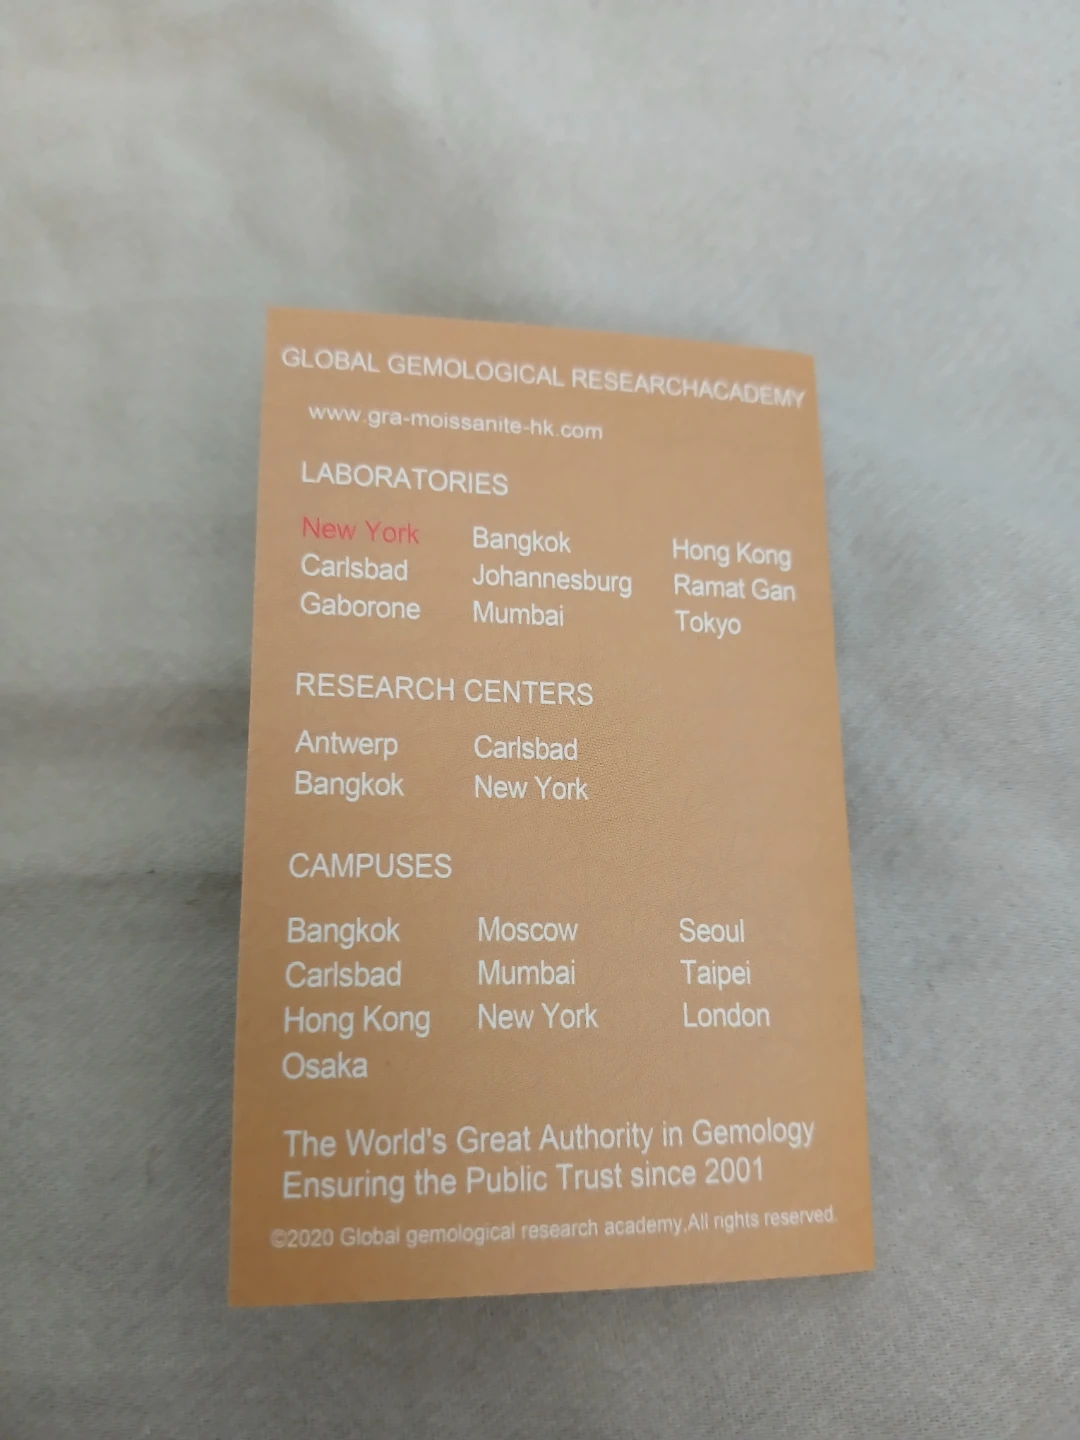 GLOBAL GEMOLOGICAL RESEARCHACADEMY
www.gra-moissanite-hk.com
LABORATORIES
New York Bangkok Hong Kong
Carlsbad Johannesburg Ramat Gan
Gaborone Mumbai Tokyo
RESEARCH CENTERS
Antwerp Carlsbad
Bangkok New York
CAMPUSES
Bangkok Moscow Seoul
Carlsbad Mumbai Taipei
Hong Kong New York London
Osaka
The World's Great Authority in Gemology
Ensuring the Public Trust since 2001
©2020 Global gemological research academy,All rights reserved.